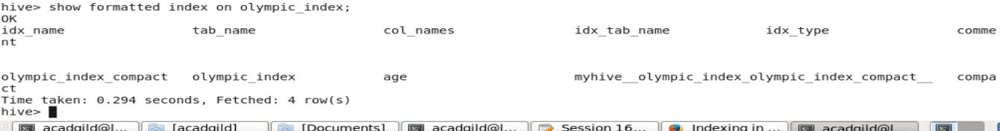 hive> show formatted index on olympic_index;
OK
idx_name tab_name col_names idx_tab_name idx_type comme
nt
olympic_index_compact olympic_index age myhive__olympic_index_olympic_index_compact__ compa
ct
Time taken: 0.294 seconds, Fetched: 4 row(s)
hive>
acadgild@l... [acadgild] [Documents] acadgild@l... Session 16... Indexing in ... acadgild@l...